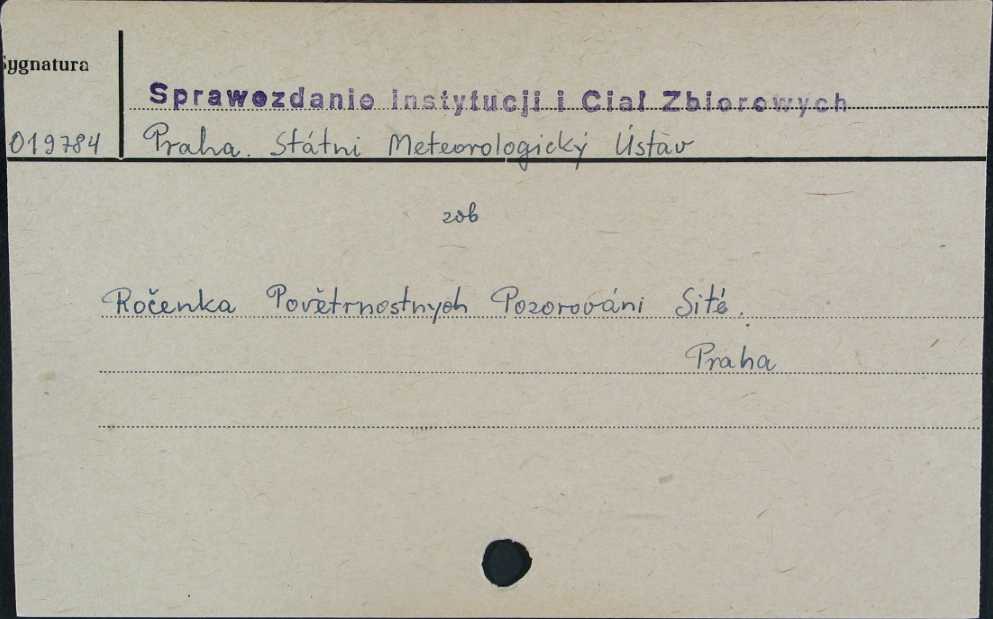 Sygnatura
Sprawozdanie Instytucji i Ciał Zbiorowych
019784 Praha. Státni Meteorologický Ústav
zob
Ročenka Povětrnostnych Pozorováni Sitě.
Praha